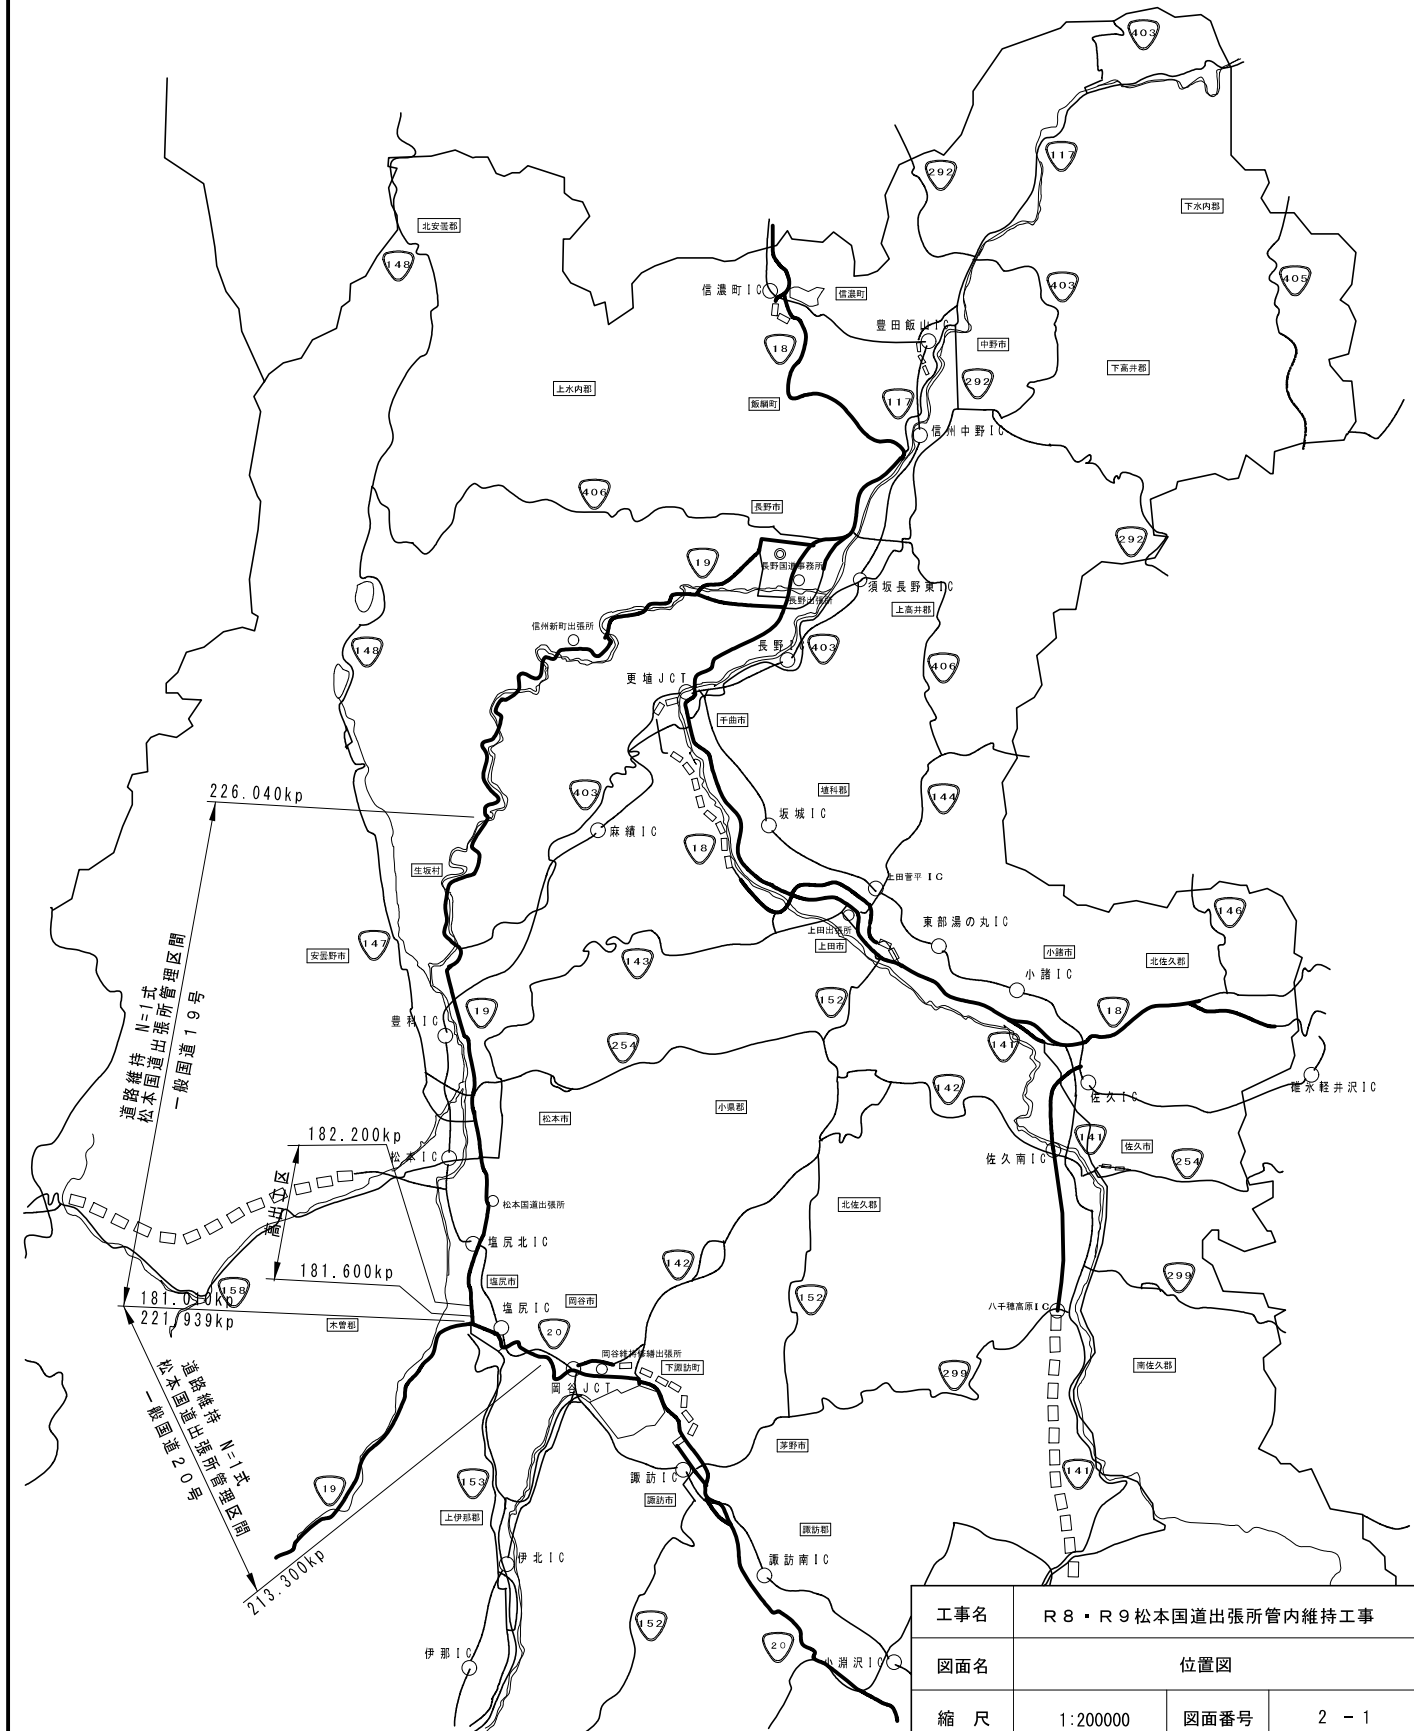 403
117
292
下水内郡
北安曇郡
148
403
405
信濃町IC
信濃町
豊田飯山IC
中野市
18
下高井郡
292
上水内郡
飯綱町
117
信州中野IC
406
長野市
292
19
長野国道事務所
長野出張所
須坂長野東IC
上高井郡
信州新町出張所
148
長野IC
403
406
更埴JCT
千曲市
226.040kp
403
埴科郡
144
坂城IC
麻績IC
18
生坂村
上田菅平IC
146
東部湯の丸IC
上田出張所
上田市
147
安曇野市
143
小諸市
北佐久郡
小諸IC
道路維持 N=1式
松本国道出張所管理区間
一般国道19号
19
152
18
豊科IC
254
141
142
佐久IC
碓氷軽井沢IC
松本市
小県郡
182.200kp
松本IC
141
佐久市
佐久南IC
254
高出工区
松本国道出張所
北佐久郡
塩尻北IC
142
181.600kp
塩尻市
158
181.010kp
221.939kp
岡谷市
塩尻IC
152
299
八千穂高原IC
木曽郡
20
岡谷維持修繕出張所
下諏訪町
岡谷JCT
299
南佐久郡
道路維持 N=1式
松本国道出張所管理区間
一般国道20号
茅野市
19
153
諏訪IC
141
諏訪市
上伊那郡
諏訪郡
213.300kp
伊北IC
諏訪南IC
152
伊那IC
20
小淵沢IC
工事名 R8・R9松本国道出張所管内維持工事
図面名 位置図
縮尺 1:200000 図面番号 2 - 1